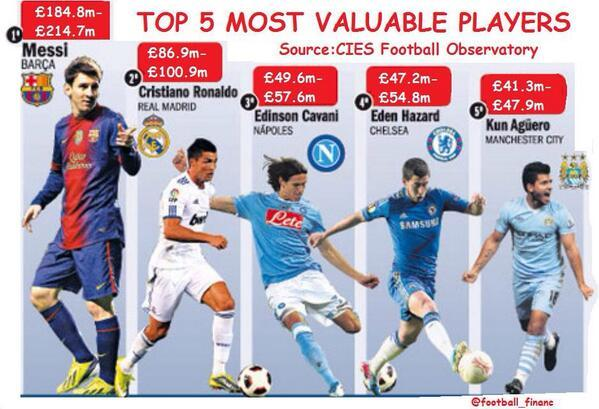 TOP 5 MOST VALUABLE PLAYERS
Source:CIES Football Observatory
1º
£184.8m-
£214.7m
Messi
BARÇA
2º
£86.9m-
£100.9m
Cristiano Ronaldo
REAL MADRID
3º
£49.6m-
£57.6m
Edinson Cavani
NÁPOLES
4º
£47.2m-
£54.8m
Eden Hazard
CHELSEA
5º
£41.3m-
£47.9m
Kun Agüero
MANCHESTER CITY
N
bwin
Lete
SAMSUNG
@football_financ